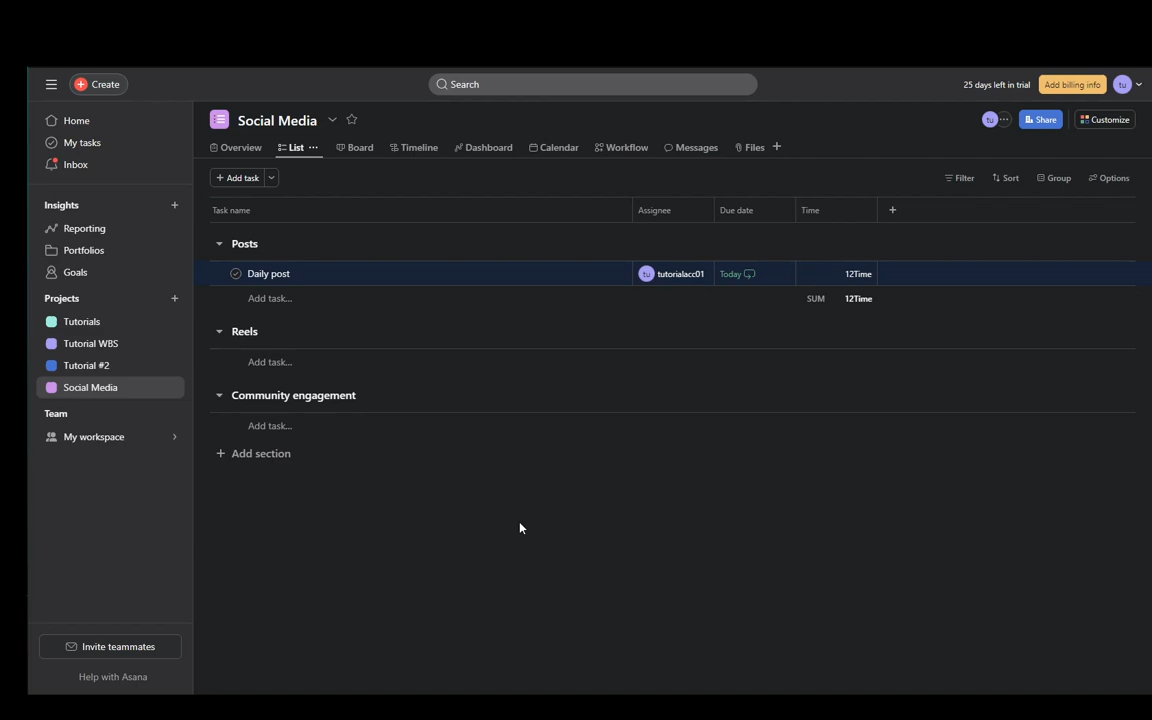 Create
Search
25 days left in trial
Add billing info
tu
Home
My tasks
Inbox
Insights
Reporting
Portfolios
Goals
Projects
Tutorials
Tutorial WBS
Tutorial #2
Social Media
Team
My workspace
Invite teammates
Help with Asana
Social Media
tu
Share
Customize
Overview
List
Board
Timeline
Dashboard
Calendar
Workflow
Messages
Files
+ Add task
Filter
Sort
Group
Options
Task name
Assignee
Due date
Time
Posts
Daily post
tu tutorialacc01
Today
12Time
Add task...
SUM 12Time
Reels
Add task...
Community engagement
Add task...
+ Add section